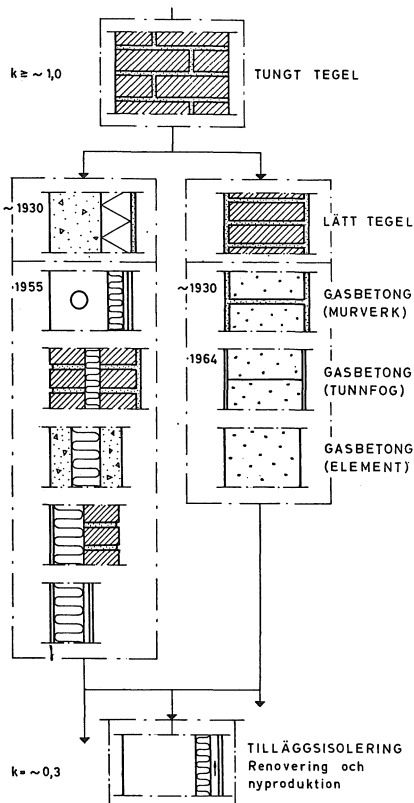 k ≥ ~ 1,0
TUNGT TEGEL
~ 1930
LÄTT TEGEL
1955
~1930
GASBETONG
(MURVERK)
1964
GASBETONG
(TUNNFOG)
GASBETONG
(ELEMENT)
k = ~ 0,3
TILLÄGGSISOLERING
Renovering och
nyproduktion